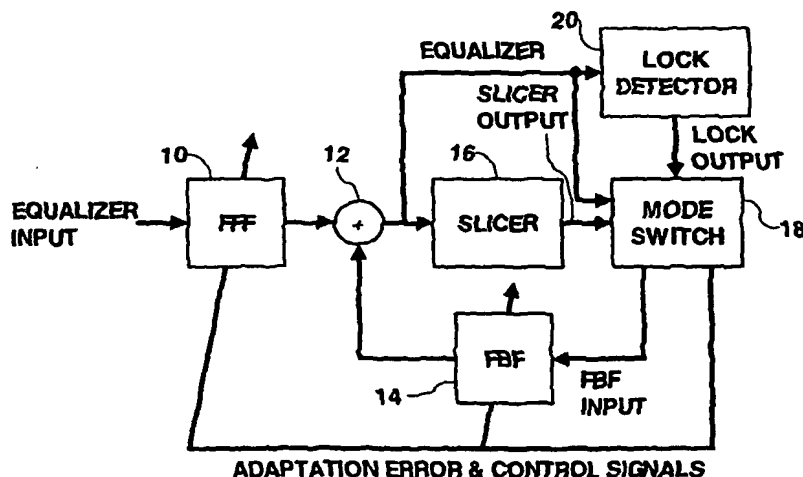 20
EQUALIZER
LOCK
DETECTOR
SLICER
OUTPUT
LOCK
OUTPUT
10
12
16
EQUALIZER
INPUT
FFF
+
SLICER
MODE
SWITCH
18
FBF
14
FBF
INPUT
ADAPTATION ERROR & CONTROL SIGNALS